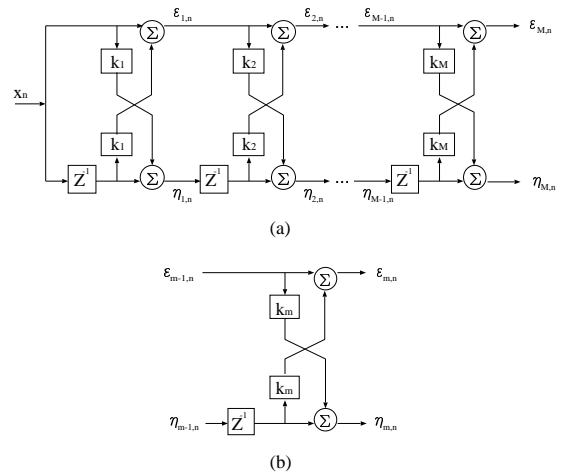 ε1,n ε2,n ... εM-1,n εM,n
Σ Σ Σ
k1 k2 kM
xn
k1 k2 kM
Z-1 Σ Z-1 Σ Z-1 Σ
η1,n η2,n ... ηM-1,n ηM,n
(a)
εm-1,n Σ εm,n
km
km
ηm-1,n Z-1 Σ ηm,n
(b)